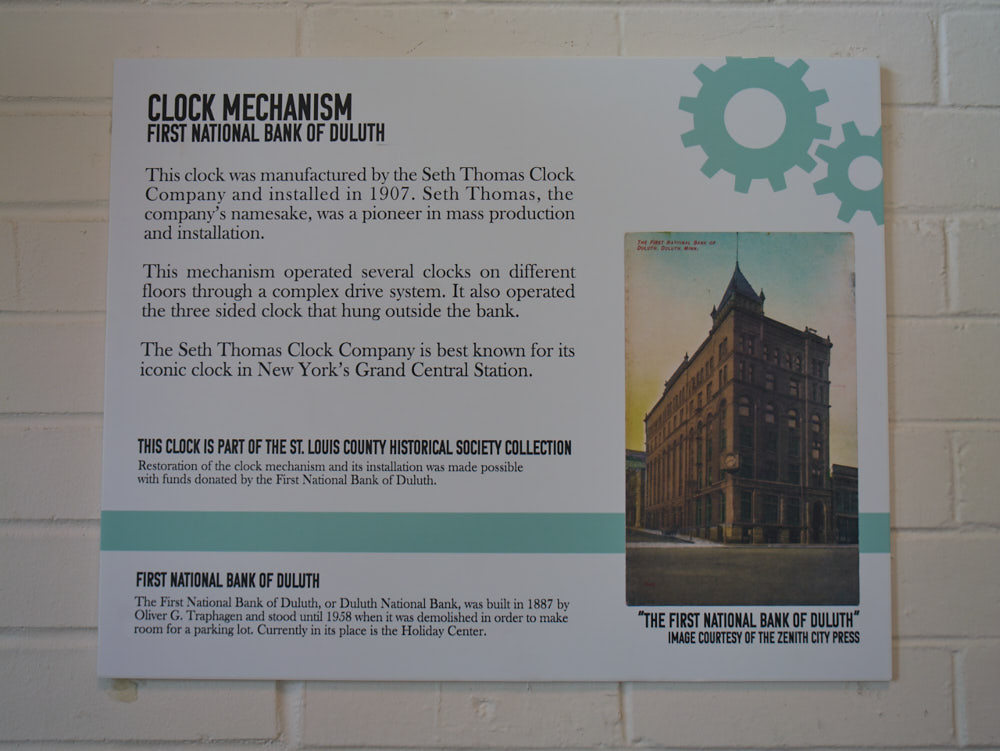 CLOCK MECHANISM
FIRST NATIONAL BANK OF DULUTH
This clock was manufactured by the Seth Thomas Clock
Company and installed in 1907. Seth Thomas, the
company's namesake, was a pioneer in mass production
and installation.
This mechanism operated several clocks on different
floors through a complex drive system. It also operated
the three sided clock that hung outside the bank.
The Seth Thomas Clock Company is best known for its
iconic clock in New York's Grand Central Station.
THIS CLOCK IS PART OF THE ST. LOUIS COUNTY HISTORICAL SOCIETY COLLECTION
Restoration of the clock mechanism and its installation was made possible
with funds donated by the First National Bank of Duluth.
FIRST NATIONAL BANK OF DULUTH
The First National Bank of Duluth, or Duluth National Bank, was built in 1887 by
Oliver G. Traphagen and stood until 1958 when it was demolished in order to make
room for a parking lot. Currently in its place is the Holiday Center.
THE FIRST NATIONAL BANK OF
DULUTH, DULUTH, MINN.
"THE FIRST NATIONAL BANK OF DULUTH"
IMAGE COURTESY OF THE ZENITH CITY PRESS